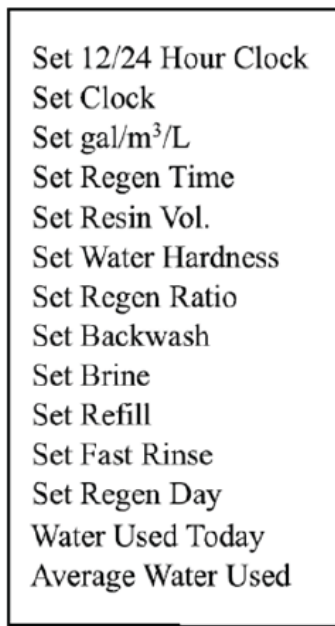 Set 12/24 Hour Clock
Set Clock
Set gal/m³/L
Set Regen Time
Set Resin Vol.
Set Water Hardness
Set Regen Ratio
Set Backwash
Set Brine
Set Refill
Set Fast Rinse
Set Regen Day
Water Used Today
Average Water Used